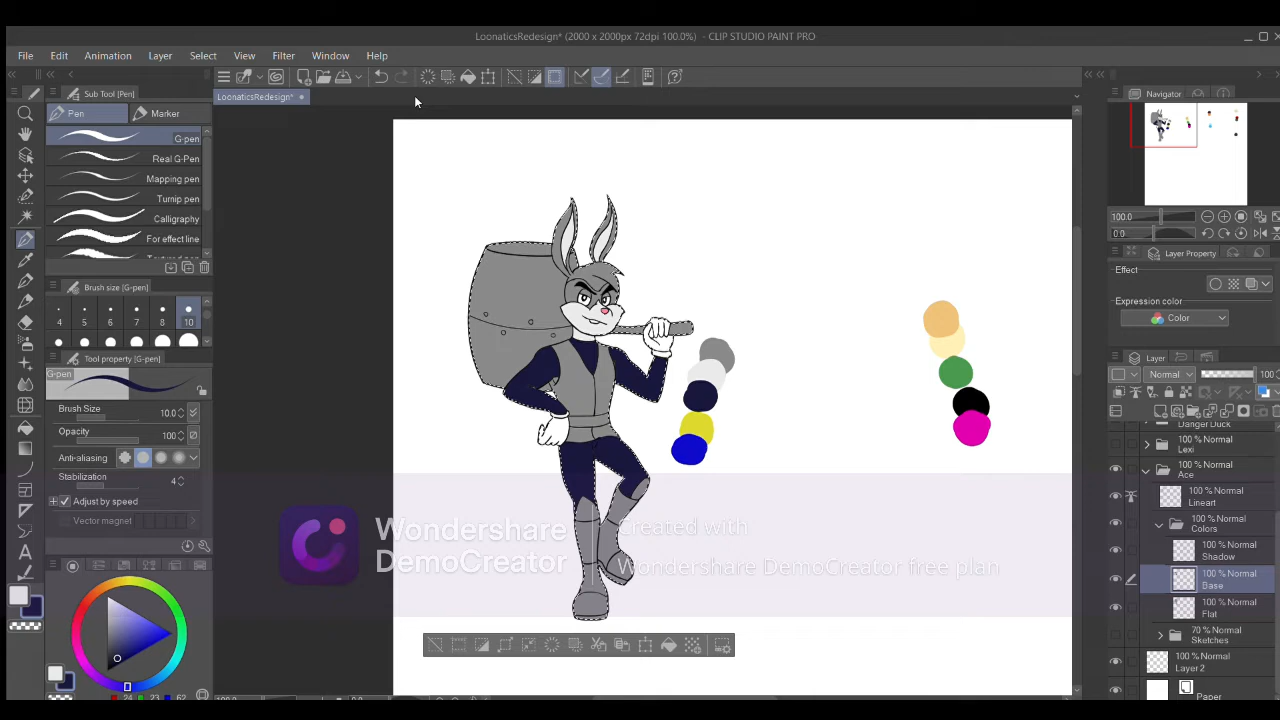 LoonaticsRedesign* (2000 x 2000px 72dpi 100.0%) - CLIP STUDIO PAINT PRO
File Edit Animation Layer Select View Filter Window Help
Sub Tool [Pen]
LoonaticsRedesign*
Navigator
Pen Marker
G-pen
Real G-Pen
Mapping pen
Turnip pen
Calligraphy
For effect line
Brush size [G-pen]
4 5 6 7 8 10
Tool property [G-pen]
G-pen
Brush Size 10.0
Opacity 100
Anti-aliasing
Stabilization 4
Adjust by speed
Vector magnet
100.0
0.0
Layer Property
Effect
Expression color
Color
Layer
Normal 100
Danger Duck
100 % Normal
Lexi
100 % Normal
Ace
100 % Normal
Lineart
100 % Normal
Colors
100 % Normal
Shadow
100 % Normal
Base
100 % Normal
Flat
70 % Normal
Sketches
100 % Normal
Layer 2
Paper
Wondershare
DemoCreator
Created with
Wondershare DemoCreator free plan
24 23 62